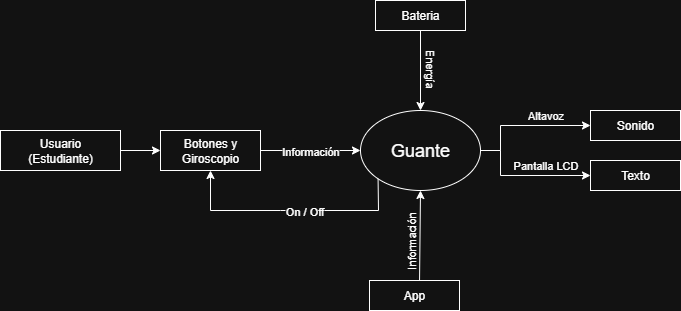 Bateria
Energía
Altavoz
Sonido
Usuario
(Estudiante)
Botones y
Giroscopio
Información
Guante
Pantalla LCD
Texto
On / Off
Información
App